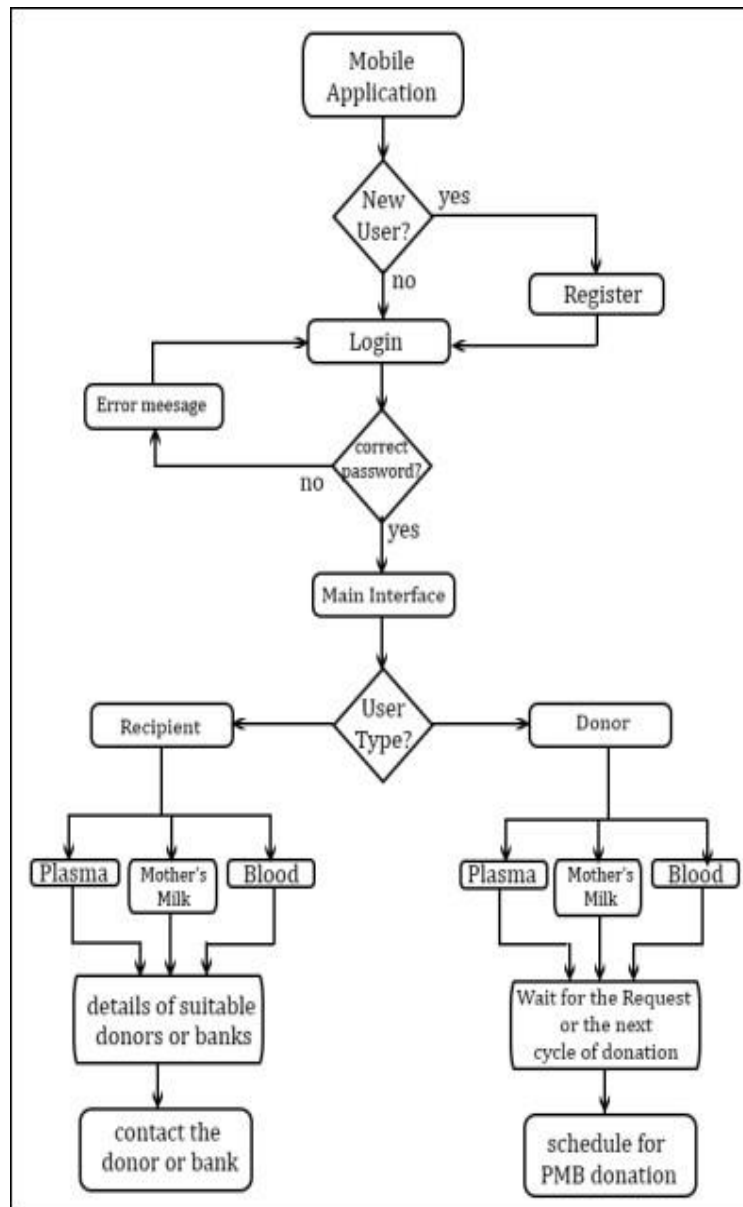 Mobile
Application
New
User?
yes
no
Register
Login
Error meesage
correct
password?
no
yes
Main Interface
User
Type?
Recipient
Donor
Plasma
Mother's
Milk
Blood
Plasma
Mother's
Milk
Blood
details of suitable
donors or banks
Wait for the Request
or the next
cycle of donation
contact the
donor or bank
schedule for
PMB donation